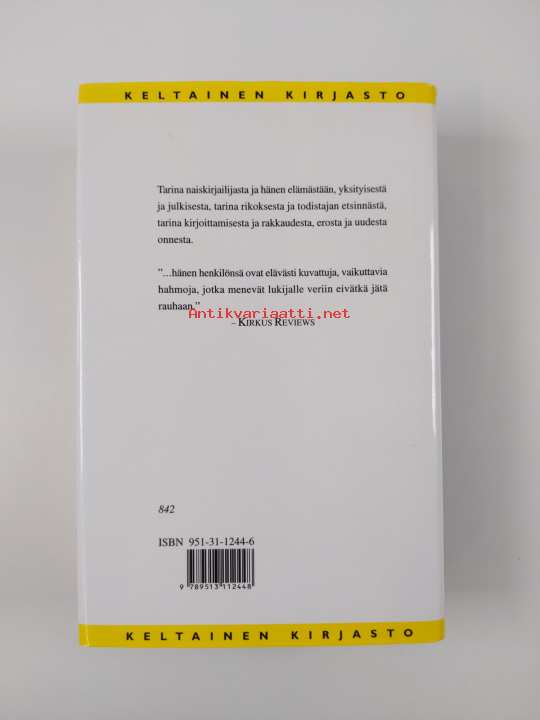 KELTAINEN KIRJASTO
Tarina naiskirjailijasta ja hänen elämästään, yksityisestä
ja julkisesta, tarina rikoksesta ja todistajan etsinnästä,
tarina kirjoittamisesta ja rakkaudesta, erosta ja uudesta
onnesta.
”...hänen henkilönsä ovat elävästi kuvattuja, vaikuttavia
hahmoja, jotka menevät lukijalle veriin eivätkä jätä
rauhaan.”
Antikvariaatti.net
– KIRKUS REVIEWS
842
ISBN 951-31-1244-6
9 789513 112448
KELTAINEN KIRJASTO